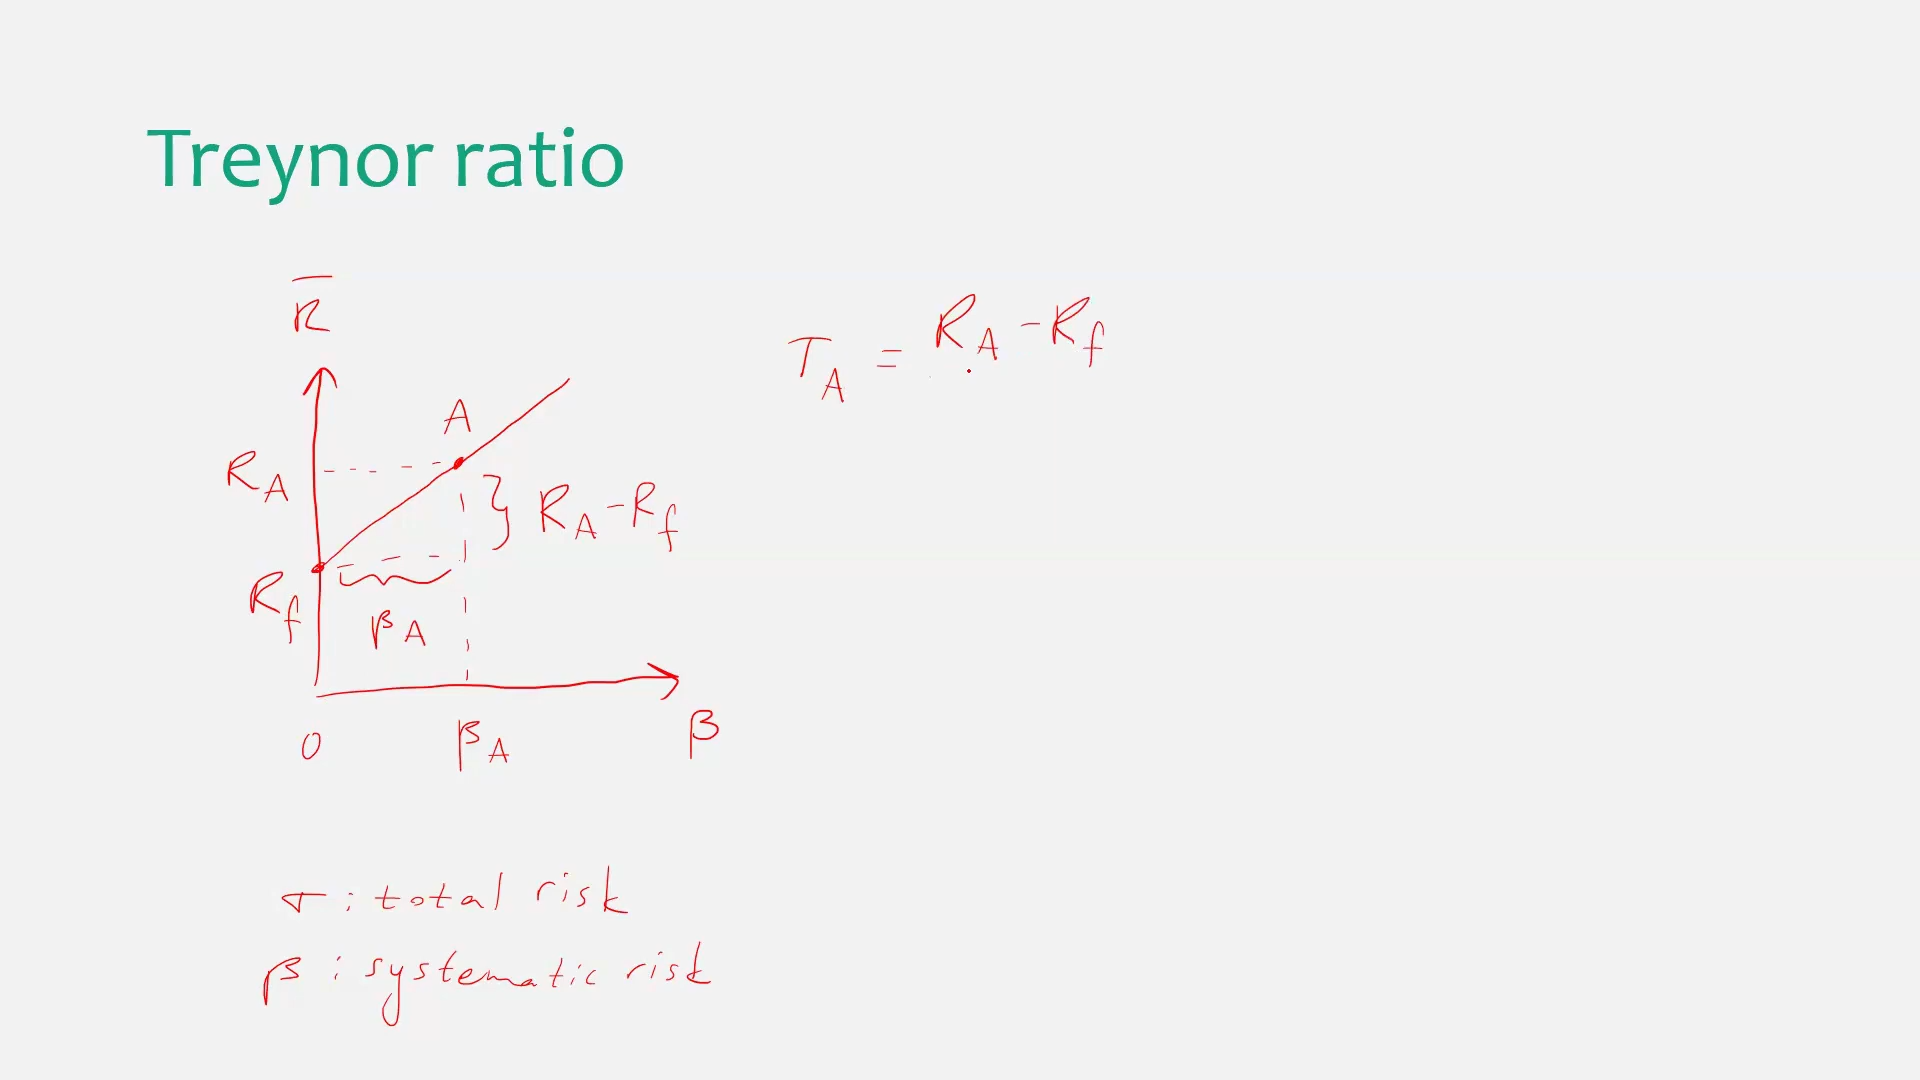 Treynor ratio
R̅
T_A = R_A - R_f
A
R_A
} R_A - R_f
R_f
β_A
0 β_A β
σ : total risk
β : systematic risk